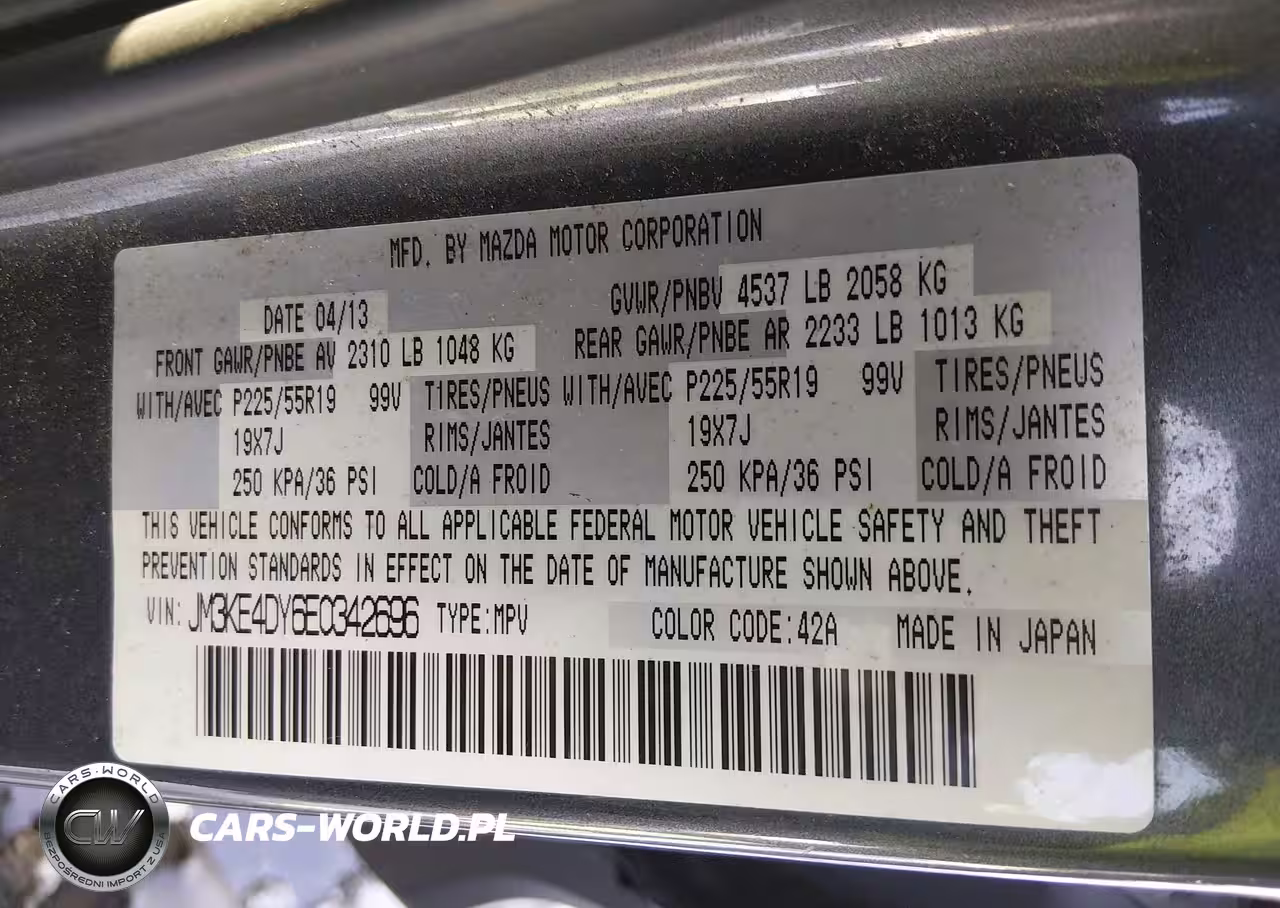 MFD. BY MAZDA MOTOR CORPORATION
DATE 04/13 GVWR/PNBV 4537 LB 2058 KG
FRONT GAWR/PNBE AV 2310 LB 1048 KG REAR GAWR/PNBE AR 2233 LB 1013 KG
WITH/AVEC P225/55R19 99V TIRES/PNEUS WITH/AVEC P225/55R19 99V TIRES/PNEUS
19X7J RIMS/JANTES 19X7J RIMS/JANTES
250 KPA/36 PSI COLD/A FROID 250 KPA/36 PSI COLD/A FROID
THIS VEHICLE CONFORMS TO ALL APPLICABLE FEDERAL MOTOR VEHICLE SAFETY AND THEFT
PREVENTION STANDARDS IN EFFECT ON THE DATE OF MANUFACTURE SHOWN ABOVE.
VIN: JM3KE4DY6E0342696 TYPE:MPV COLOR CODE:42A MADE IN JAPAN
CARS-WORLD
CW
BEZPOŚREDNI IMPORT Z USA
CARS-WORLD.PL